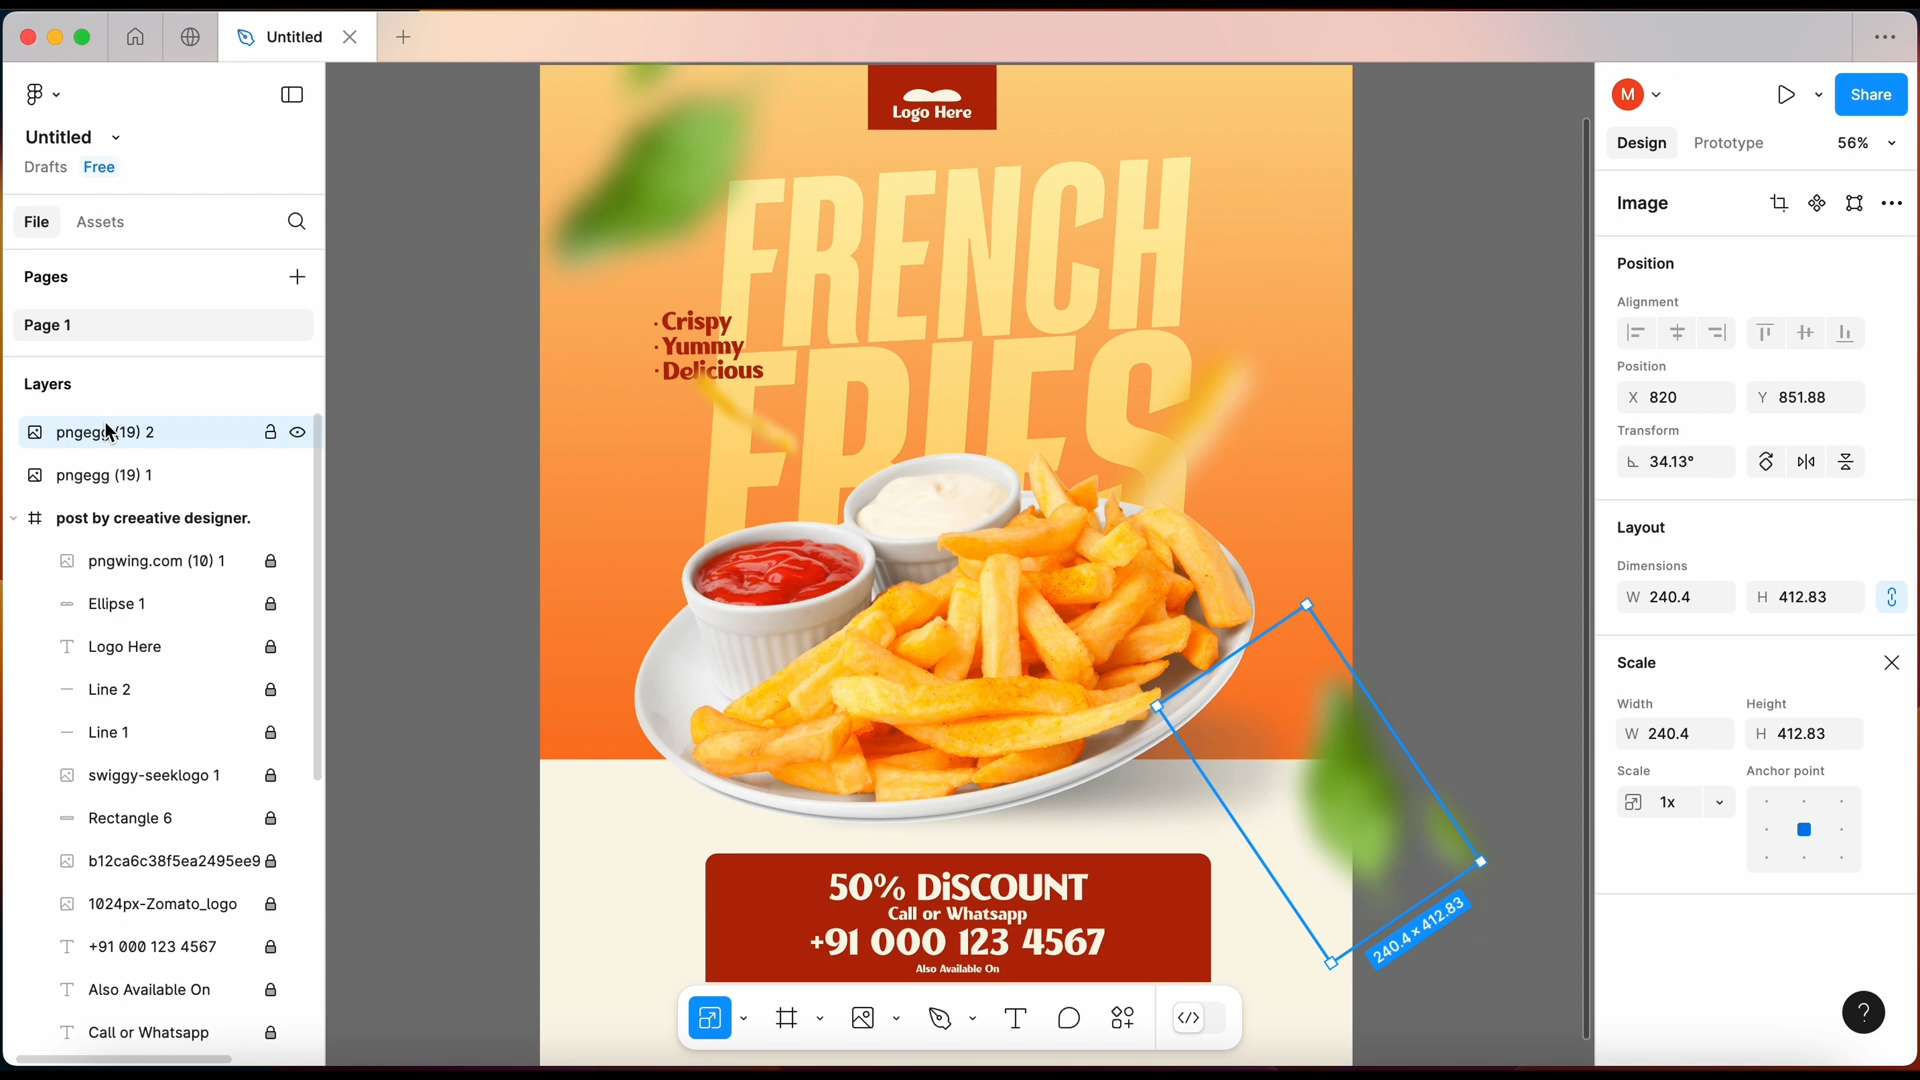 Untitled
Untitled
Drafts Free
File Assets
Pages
Page 1
Layers
pngegg (19) 2
pngegg (19) 1
post by creeative designer.
pngwing.com (10) 1
Ellipse 1
Logo Here
Line 2
Line 1
swiggy-seeklogo 1
Rectangle 6
b12ca6c38f5ea2495ee9
1024px-Zomato_logo
+91 000 123 4567
Also Available On
Call or Whatsapp
Logo Here
FRENCH
FRIES
· Crispy
· Yummy
· Delicious
50% DiSCOUNT
Call or Whatsapp
+91 000 123 4567
Also Available On
240.4 × 412.83
M
Share
Design Prototype 56%
Image
Position
Alignment
Position
X 820 Y 851.88
Transform
34.13°
Layout
Dimensions
W 240.4 H 412.83
Scale
Width Height
W 240.4 H 412.83
Scale Anchor point
1x
?